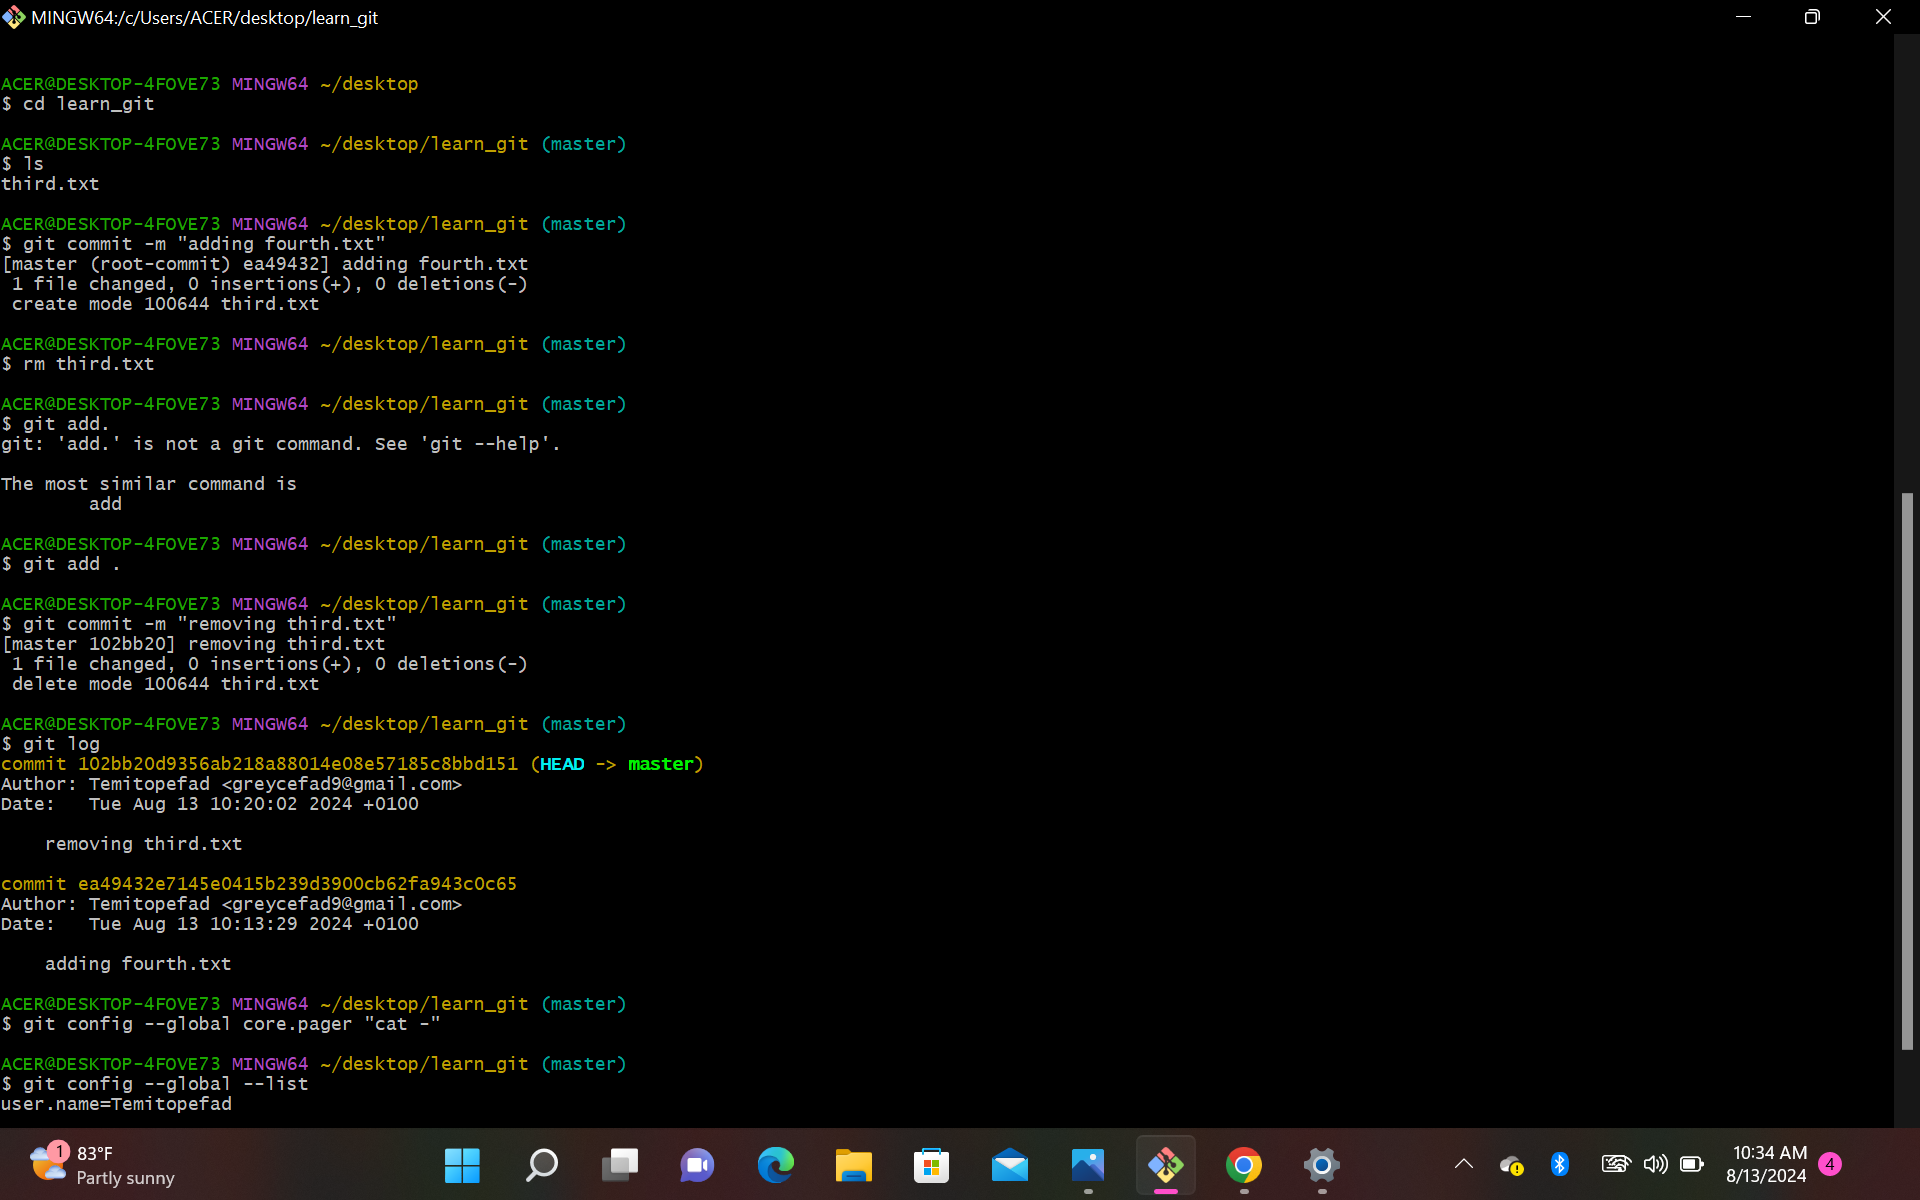 MINGW64:/c/Users/ACER/desktop/learn_git
ACER@DESKTOP-4FOVE73 MINGW64 ~/desktop
$ cd learn_git
ACER@DESKTOP-4FOVE73 MINGW64 ~/desktop/learn_git (master)
$ ls
third.txt
ACER@DESKTOP-4FOVE73 MINGW64 ~/desktop/learn_git (master)
$ git commit -m "adding fourth.txt"
[master (root-commit) ea49432] adding fourth.txt
 1 file changed, 0 insertions(+), 0 deletions(-)
 create mode 100644 third.txt
ACER@DESKTOP-4FOVE73 MINGW64 ~/desktop/learn_git (master)
$ rm third.txt
ACER@DESKTOP-4FOVE73 MINGW64 ~/desktop/learn_git (master)
$ git add.
git: 'add.' is not a git command. See 'git --help'.
The most similar command is
        add
ACER@DESKTOP-4FOVE73 MINGW64 ~/desktop/learn_git (master)
$ git add .
ACER@DESKTOP-4FOVE73 MINGW64 ~/desktop/learn_git (master)
$ git commit -m "removing third.txt"
[master 102bb20] removing third.txt
 1 file changed, 0 insertions(+), 0 deletions(-)
 delete mode 100644 third.txt
ACER@DESKTOP-4FOVE73 MINGW64 ~/desktop/learn_git (master)
$ git log
commit 102bb20d9356ab218a88014e08e57185c8bbd151 (HEAD -> master)
Author: Temitopefad <greycefad9@gmail.com>
Date:   Tue Aug 13 10:20:02 2024 +0100
    removing third.txt
commit ea49432e7145e0415b239d3900cb62fa943c0c65
Author: Temitopefad <greycefad9@gmail.com>
Date:   Tue Aug 13 10:13:29 2024 +0100
    adding fourth.txt
ACER@DESKTOP-4FOVE73 MINGW64 ~/desktop/learn_git (master)
$ git config --global core.pager "cat -"
ACER@DESKTOP-4FOVE73 MINGW64 ~/desktop/learn_git (master)
$ git config --global --list
user.name=Temitopefad
1
83°F
Partly sunny
10:34 AM
8/13/2024
4